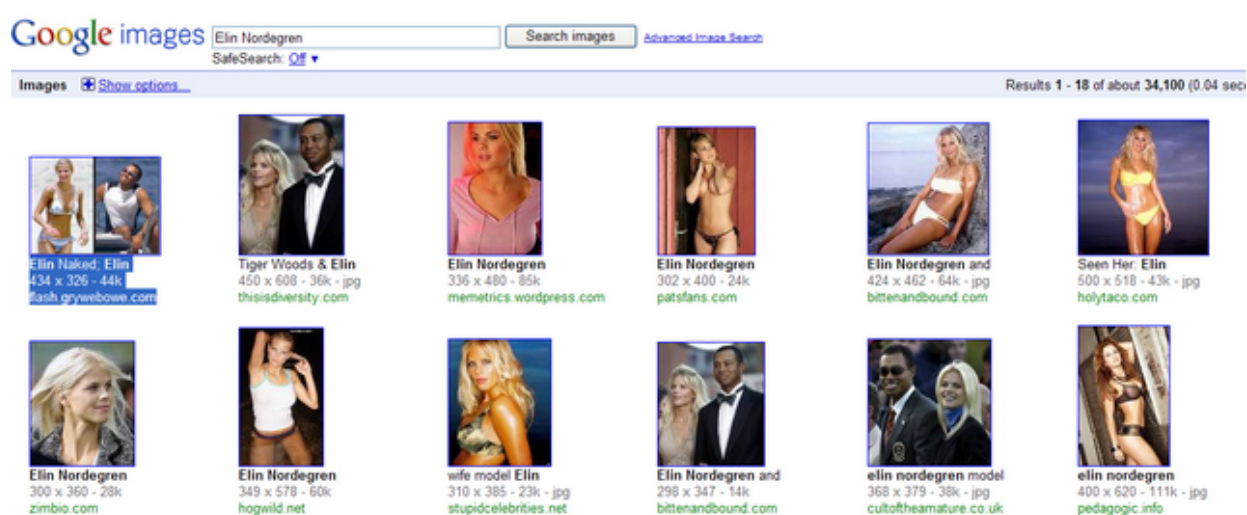 Google images Elin Nordegren Search images Advanced Image Search
SafeSearch: Off ▼
Images Show options... Results 1 - 18 of about 34,100 (0.04 sec
Elin Naked; Elin
434 x 326 - 44k
flash.grywebowe.com
Tiger Woods & Elin
450 x 608 - 36k - jpg
thisisdiversity.com
Elin Nordegren
336 x 480 - 85k
memetrics.wordpress.com
Elin Nordegren
302 x 400 - 24k
patsfans.com
Elin Nordegren and
424 x 462 - 64k - jpg
bittenandbound.com
Seen Her: Elin
500 x 518 - 43k - jpg
holytaco.com
Elin Nordegren
300 x 360 - 28k
zimbio.com
Elin Nordegren
349 x 578 - 60k
hogwild.net
wife model Elin
310 x 385 - 23k - jpg
stupidcelebrities.net
Elin Nordegren and
298 x 347 - 14k
bittenandbound.com
elin nordegren model
368 x 379 - 38k - jpg
cultoftheamature.co.uk
elin nordegren
400 x 620 - 111k - jpg
pedagogic.info